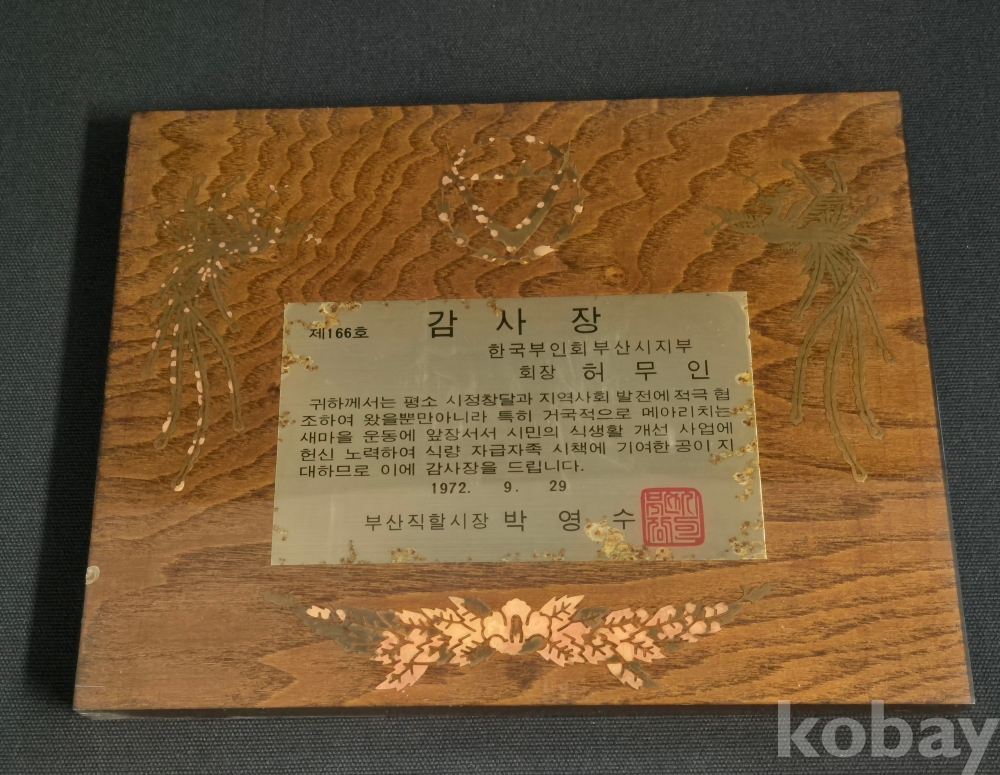 제166호 감 사 장
한국부인회부산시지부
회장 허 무 인
귀하께서는 평소 시정창달과 지역사회 발전에 적극 협
조하여 왔을뿐만아니라 특히 거국적으로 메아리치는
새마을 운동에 앞장서서 시민의 식생활 개선 사업에
헌신 노력하여 식량 자급자족 시책에 기여한 공이 지
대하므로 이에 감사장을 드립니다.
1972. 9. 29
부산직할시장 박 영 수
kobay